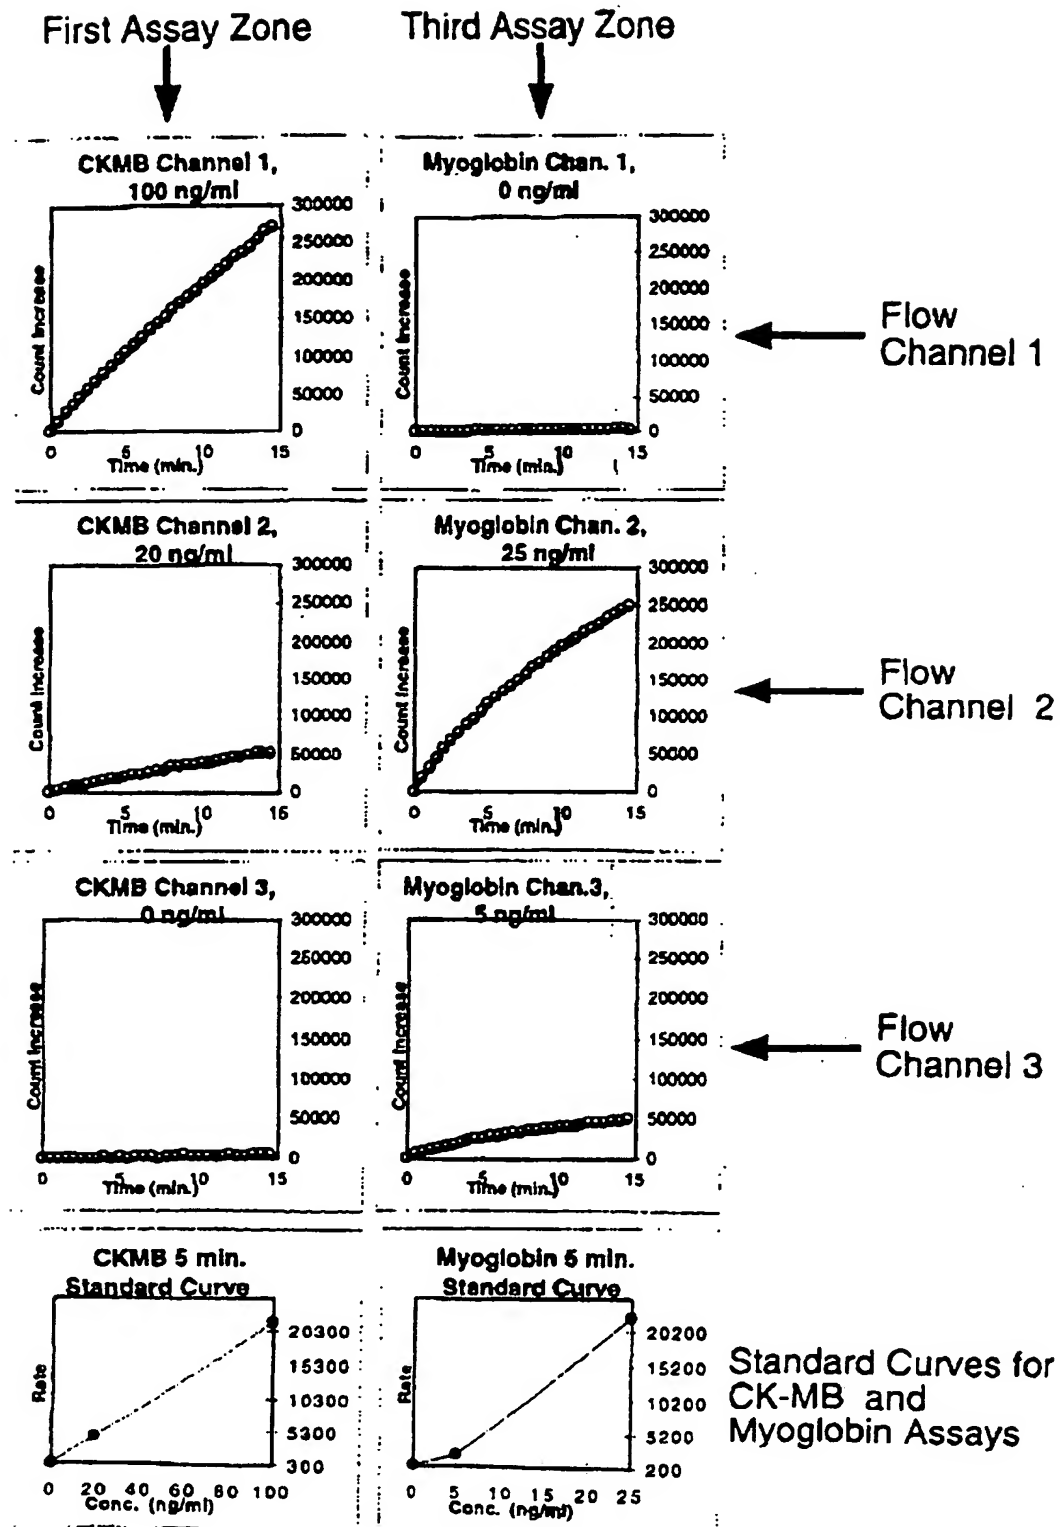 First Assay Zone
Third Assay Zone
CKMB Channel 1,
100 ng/ml
300000
250000
200000
150000
100000
50000
0
Count Increase
0 5 10 15
Time (min.)
Myoglobin Chan. 1,
0 ng/ml
300000
250000
200000
150000
100000
50000
0
Count Increase
0 5 10 15
Time (min.)
Flow
Channel 1
CKMB Channel 2,
20 ng/ml
300000
250000
200000
150000
100000
50000
0
Count Increase
0 5 10 15
Time (min.)
Myoglobin Chan. 2,
25 ng/ml
300000
250000
200000
150000
100000
50000
0
Count Increase
0 5 10 15
Time (min.)
Flow
Channel 2
CKMB Channel 3,
0 ng/ml
300000
250000
200000
150000
100000
50000
0
Count Increase
0 5 10 15
Time (min.)
Myoglobin Chan.3,
5 ng/ml
300000
250000
200000
150000
100000
50000
0
Count Increase
0 5 10 15
Time (min.)
Flow
Channel 3
CKMB 5 min.
Standard Curve
20300
15300
10300
5300
300
Rate
0 20 40 60 80 100
Conc. (ng/ml)
Myoglobin 5 min.
Standard Curve
20200
15200
10200
5200
200
Rate
0 5 10 15 20 25
Conc. (ng/ml)
Standard Curves for
CK-MB and
Myoglobin Assays